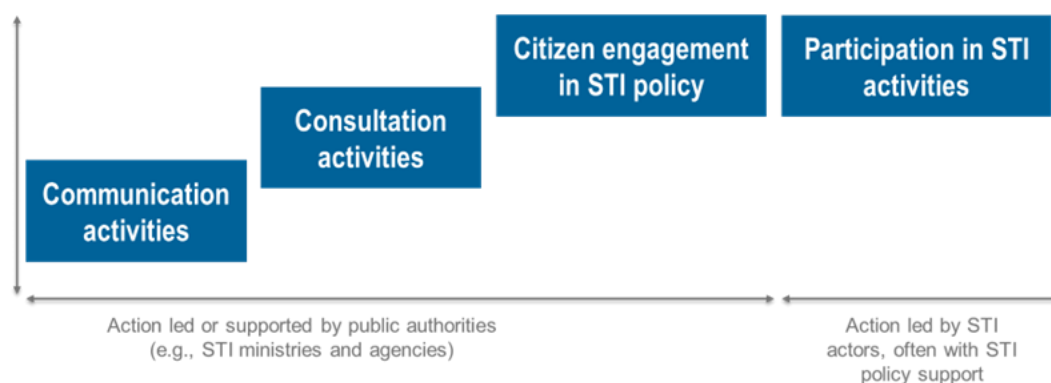 Citizen engagement
in STI policy
Participation in STI
activities
Consultation
activities
Communication
activities
Action led or supported by public authorities
(e.g., STI ministries and agencies)
Action led by STI
actors, often with STI
policy support